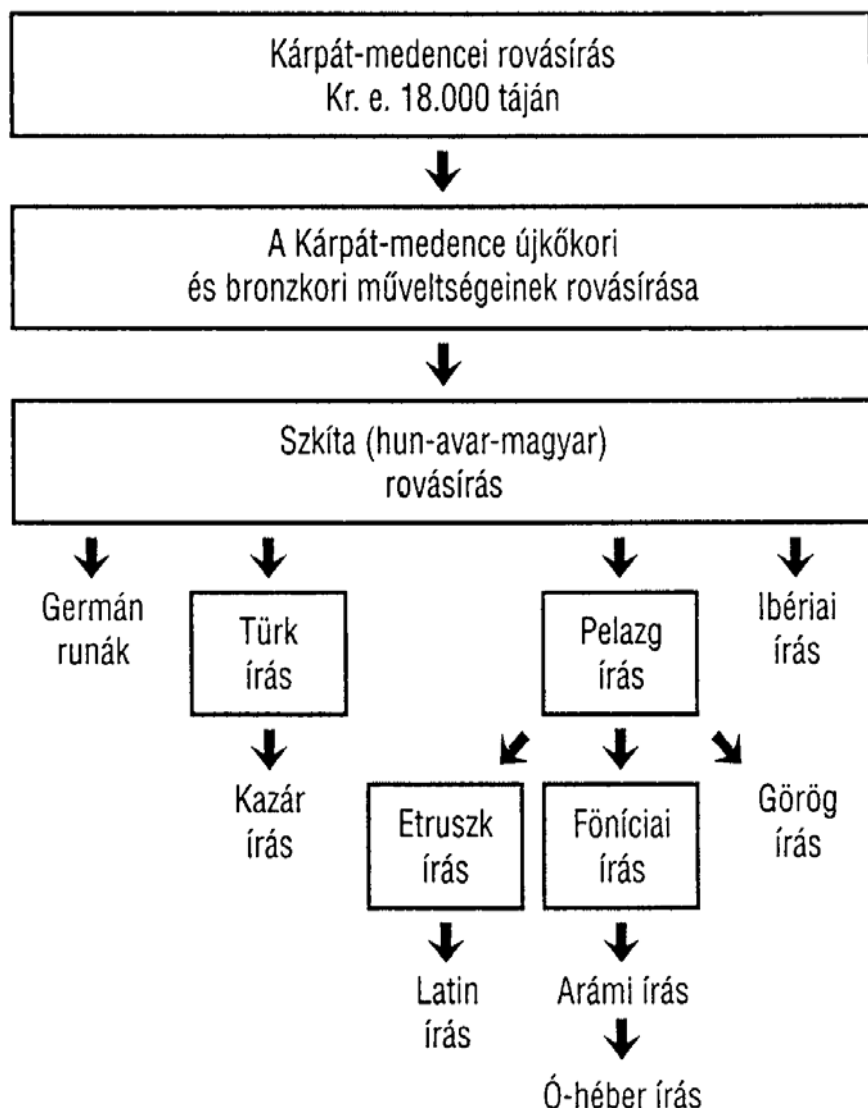 Kárpát-medencei rovásírás
Kr. e. 18.000 táján
A Kárpát-medence újkőkori
és bronzkori műveltségeinek rovásírása
Szkíta (hun-avar-magyar)
rovásírás
Germán
runák
Türk
írás
Pelazg
írás
Ibériai
írás
Kazár
írás
Etruszk
írás
Föníciai
írás
Görög
írás
Latin
írás
Arámi írás
Ó-héber írás